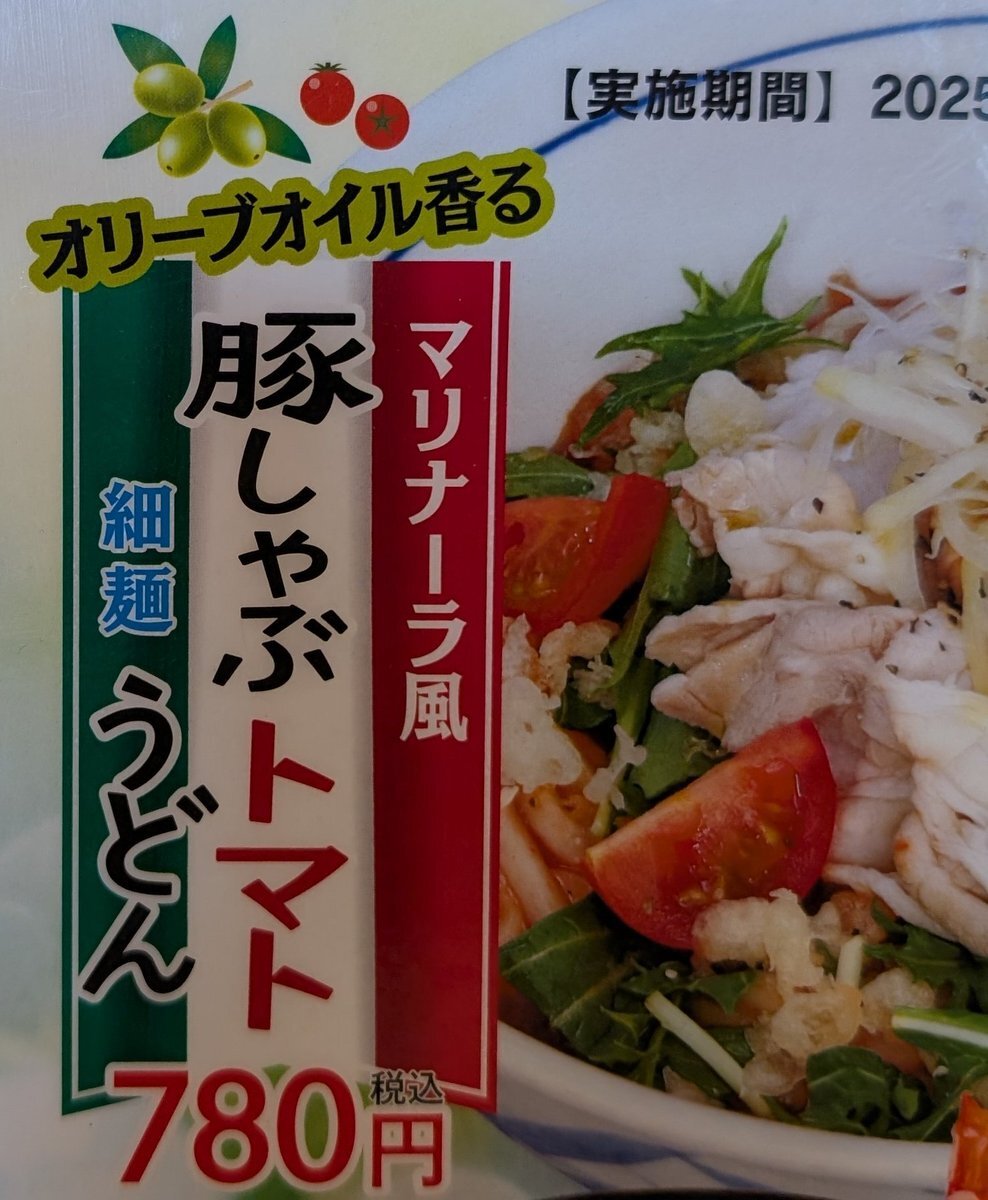 【実施期間】2025
オリーブオイル香る
マリナーラ風
豚しゃぶトマト
細麺うどん
780円
税込